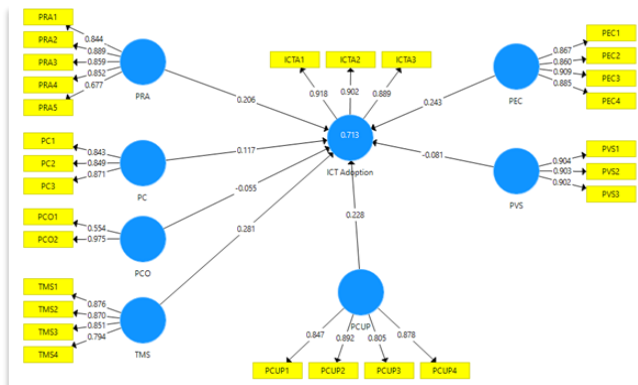 PRA1
PRA2
PRA3
PRA4
PRA5
0.844
0.889
0.859
0.852
0.677
PRA
0.206
ICTA1
ICTA2
ICTA3
0.918
0.902
0.889
0.713
ICT Adoption
PEC1
PEC2
PEC3
PEC4
0.867
0.860
0.909
0.885
PEC
0.243
PC1
PC2
PC3
0.843
0.849
0.871
PC
0.117
PVS1
PVS2
PVS3
0.904
0.903
0.902
PVS
-0.081
PCO1
PCO2
0.554
0.975
PCO
-0.055
TMS1
TMS2
TMS3
TMS4
0.876
0.870
0.851
0.794
TMS
0.281
0.228
PCUP
0.847
0.892
0.805
0.878
PCUP1
PCUP2
PCUP3
PCUP4